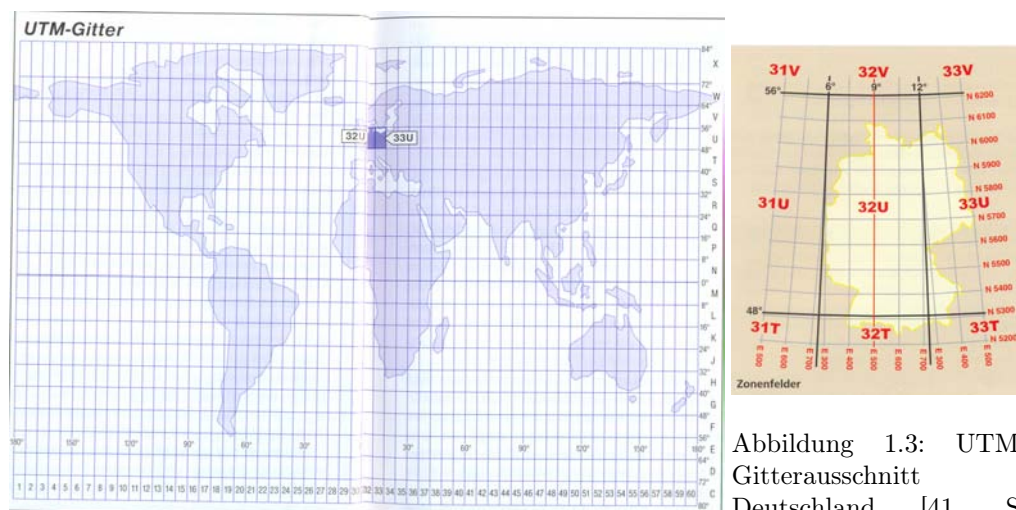 UTM-Gitter
84°
X
72°
W
64°
V
56°
32U 33U
U
48°
T
40°
S
R
24°
Q
16°
P
8°
N
0°
M
8°
L
16°
K
24°
J
32°
H
40°
G
48°
F
56°
180° 150° 120° 90° 60° 30° 30° 60° 90° 120° 150° 180°
E
64°
D
72°
1 2 3 4 5 6 7 8 9 10 11 12 13 14 15 16 17 18 19 20 21 22 23 24 25 26 27 28 29 30 31 32 33 34 35 36 37 38 39 40 41 42 43 44 45 46 47 48 49 50 51 52 53 54 55 56 57 58 59 60
C
80°
31V 32V 33V
6° 9° 12°
56°
N 6200
N 6100
N 6000
N 5900
N 5800
31U 32U 33U
N 5700
N 5600
N 5500
N 5400
48°
N 5300
31T 32T 33T
N 5200
E 500 E 600 E 700 E 300 E 400 E 500 E 600 E 700 E 300 E 400 E 500
Zonenfelder
Abbildung 1.3: UTM
Gitterausschnitt
Deutschland [41, S